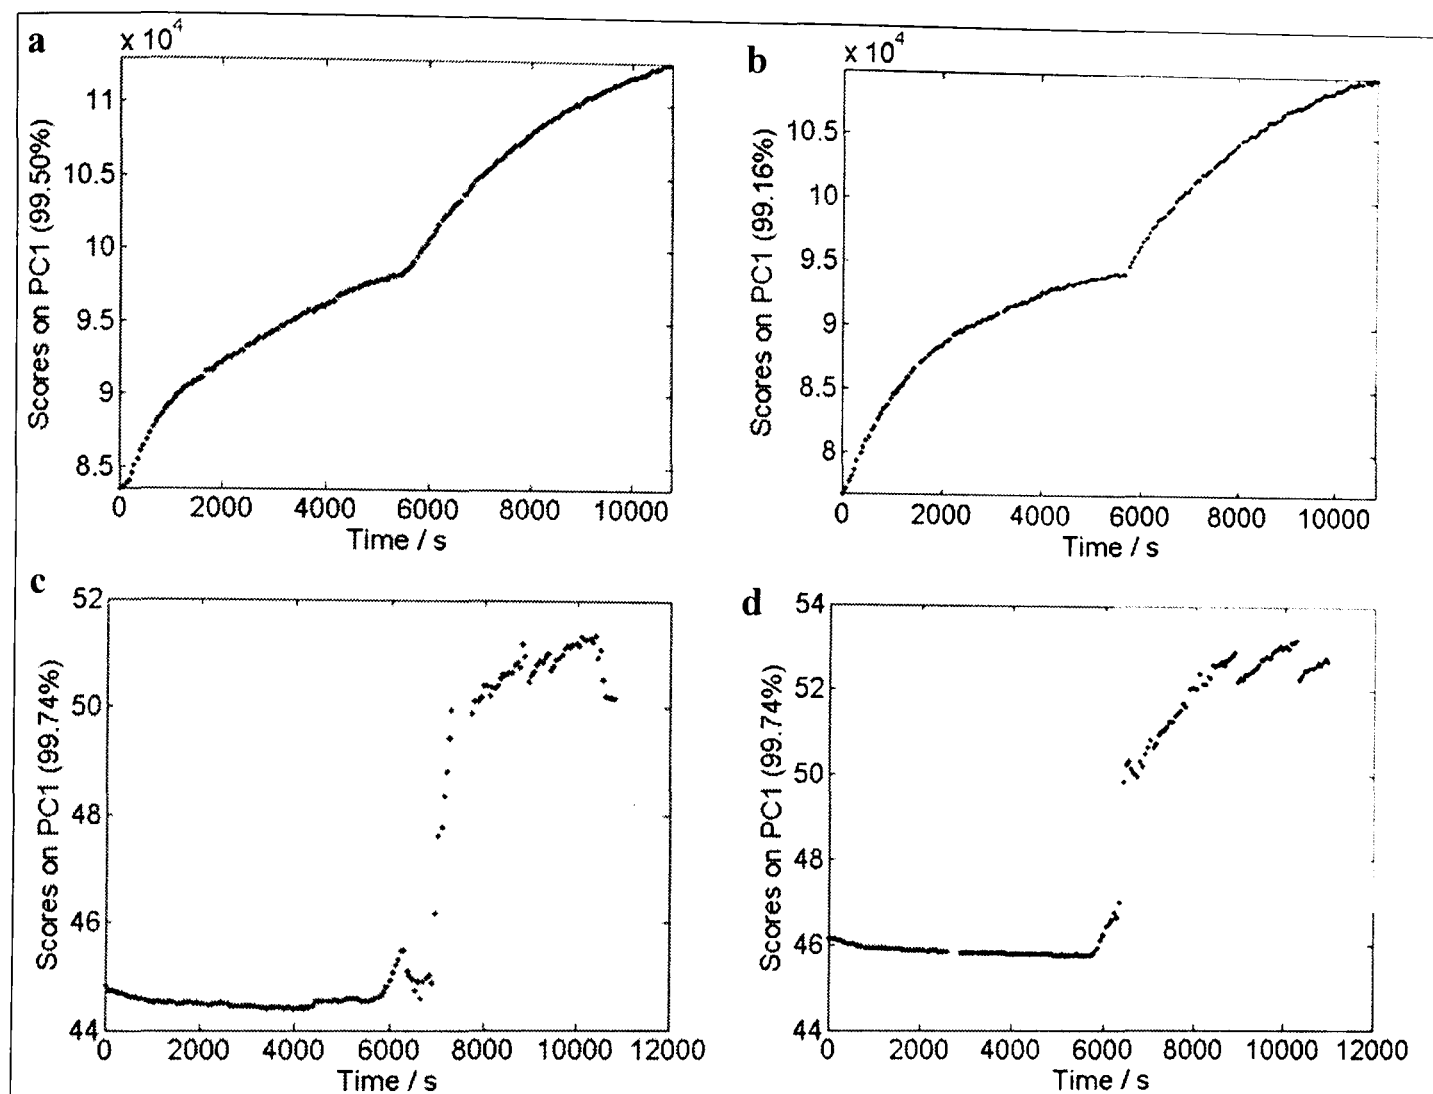 a
x 10⁴
Scores on PC1 (99.50%)
11
10.5
10
9.5
9
8.5
0 2000 4000 6000 8000 10000
Time / s
b
x 10⁴
Scores on PC1 (99.16%)
10.5
10
9.5
9
8.5
8
0 2000 4000 6000 8000 10000
Time / s
c
Scores on PC1 (99.74%)
52
50
48
46
44
0 2000 4000 6000 8000 10000 12000
Time / s
d
Scores on PC1 (99.74%)
54
52
50
48
46
44
0 2000 4000 6000 8000 10000 12000
Time / s